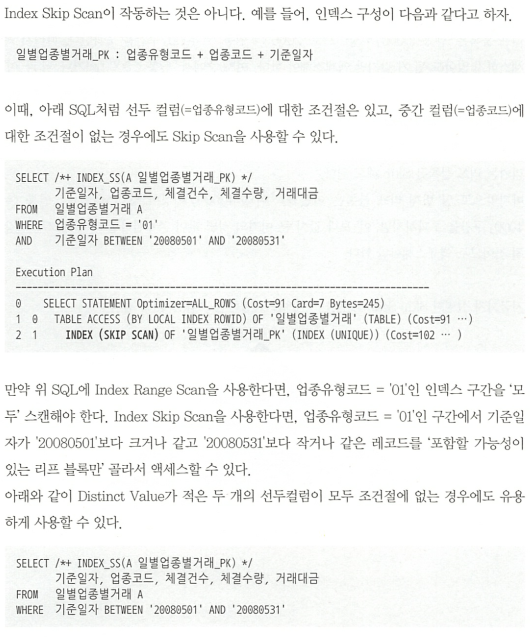 Index Skip Scan이 작동하는 것은 아니다. 예를 들어, 인덱스 구성이 다음과 같다고 하자.
일별업종별거래_PK : 업종유형코드 + 업종코드 + 기준일자
이때, 아래 SQL처럼 선두 컬럼(=업종유형코드)에 대한 조건절은 있고, 중간 컬럼(=업종코드)에
대한 조건절이 없는 경우에도 Skip Scan을 사용할 수 있다.
SELECT /*+ INDEX_SS(A 일별업종별거래_PK) */
기준일자, 업종코드, 체결건수, 체결수량, 거래대금
FROM 일별업종별거래 A
WHERE 업종유형코드 = '01'
AND 기준일자 BETWEEN '20080501' AND '20080531'
Execution Plan
--------------------------------------------------------------------------
0 SELECT STATEMENT Optimizer=ALL_ROWS (Cost=91 Card=7 Bytes=245)
1 0 TABLE ACCESS (BY LOCAL INDEX ROWID) OF '일별업종별거래' (TABLE) (Cost=91 …)
2 1 INDEX (SKIP SCAN) OF '일별업종별거래_PK' (INDEX (UNIQUE)) (Cost=102 … )
만약 위 SQL에 Index Range Scan을 사용한다면, 업종유형코드 = '01'인 인덱스 구간을 '모
두' 스캔해야 한다. Index Skip Scan을 사용한다면, 업종유형코드 = '01'인 구간에서 기준일
자가 '20080501'보다 크거나 같고 '20080531'보다 작거나 같은 레코드를 '포함할 가능성이
있는 리프 블록만' 골라서 액세스할 수 있다.
아래와 같이 Distinct Value가 적은 두 개의 선두컬럼이 모두 조건절에 없는 경우에도 유용
하게 사용할 수 있다.
SELECT /*+ INDEX_SS(A 일별업종별거래_PK) */
기준일자, 업종코드, 체결건수, 체결수량, 거래대금
FROM 일별업종별거래 A
WHERE 기준일자 BETWEEN '20080501' AND '20080531'